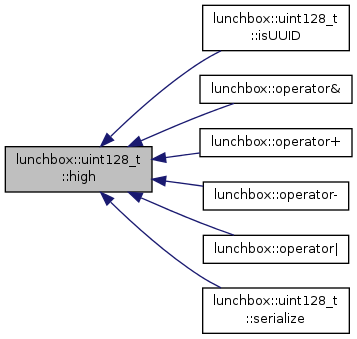 lunchbox::uint128_t
::isUUID
lunchbox::operator&
lunchbox::operator+
lunchbox::uint128_t
::high
lunchbox::operator-
lunchbox::operator|
lunchbox::uint128_t
::serialize